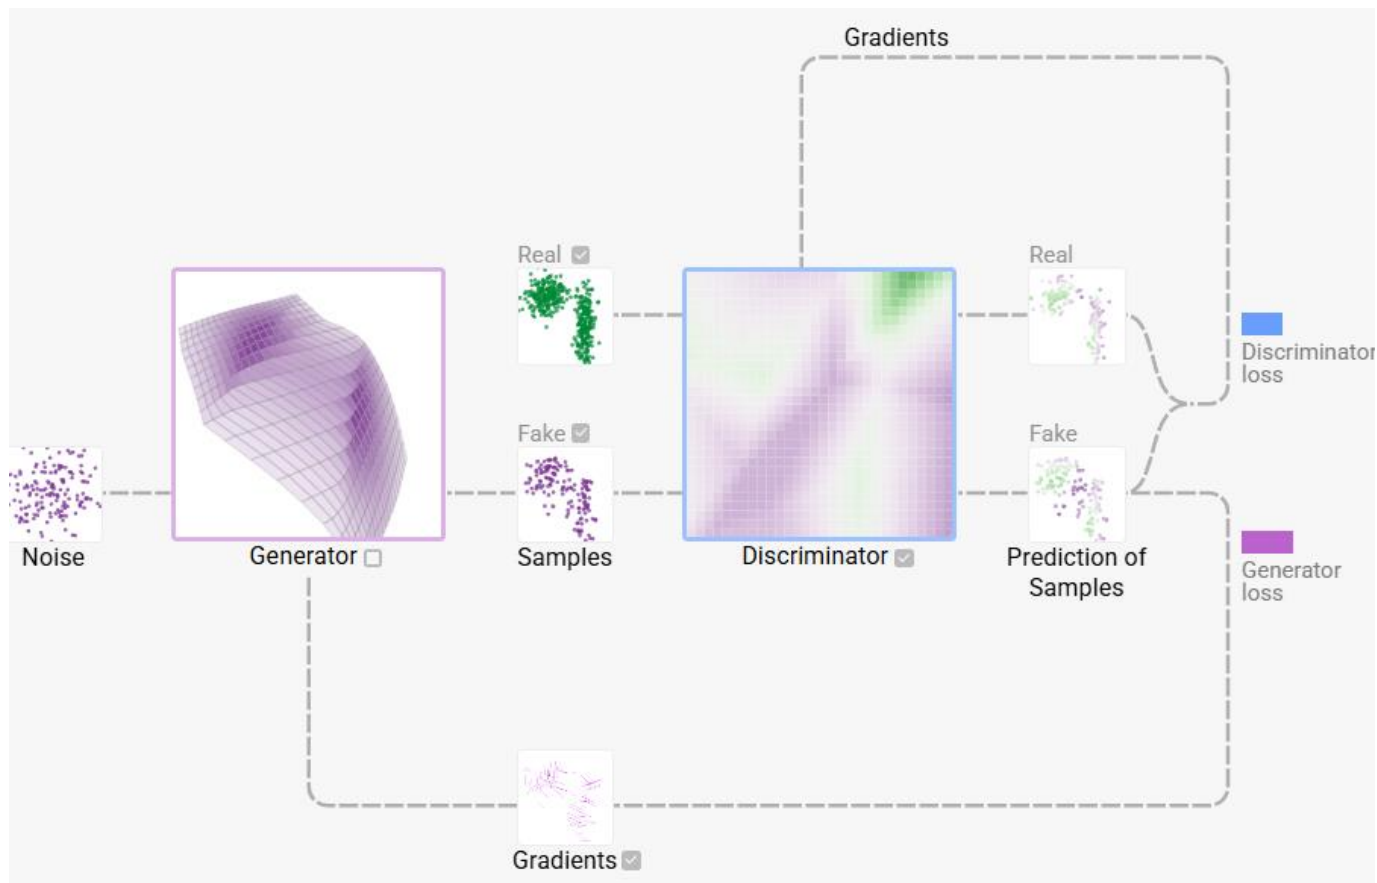 Gradients
Real
Real
Discriminator
loss
Fake
Fake
Noise
Generator
Samples
Discriminator
Prediction of
Samples
Generator
loss
Gradients